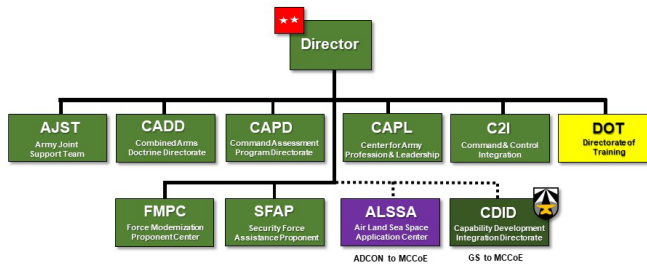 Director
AJST
Army Joint
Support Team
CADD
Combined Arms
Doctrine Directorate
CAPD
Command Assessment
Program Directorate
CAPL
Center for Army
Profession & Leadership
C2I
Command & Control
Integration
DOT
Directorate of
Training
FMPC
Force Modernization
Proponent Center
SFAP
Security Force
Assistance Proponent
ALSSA
Air Land Sea Space
Application Center
CDID
Capability Development
Integration Directorate
ADCON to MCCoE
GS to MCCoE